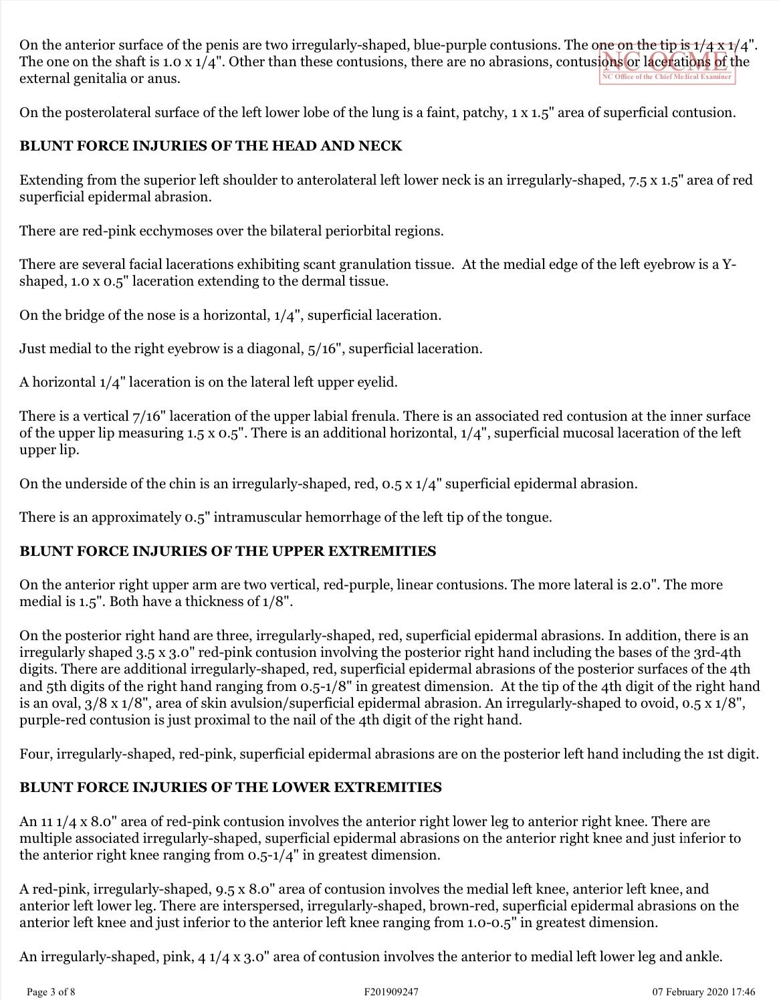 On the anterior surface of the penis are two irregularly-shaped, blue-purple contusions. The one on the tip is 1/4 x 1/4".
The one on the shaft is 1.0 x 1/4". Other than these contusions, there are no abrasions, contusions or lacerations of the
external genitalia or anus.
NC OCME
NC Office of the Chief Medical Examiner
On the posterolateral surface of the left lower lobe of the lung is a faint, patchy, 1 x 1.5" area of superficial contusion.
BLUNT FORCE INJURIES OF THE HEAD AND NECK
Extending from the superior left shoulder to anterolateral left lower neck is an irregularly-shaped, 7.5 x 1.5" area of red
superficial epidermal abrasion.
There are red-pink ecchymoses over the bilateral periorbital regions.
There are several facial lacerations exhibiting scant granulation tissue.  At the medial edge of the left eyebrow is a Y-
shaped, 1.0 x 0.5" laceration extending to the dermal tissue.
On the bridge of the nose is a horizontal, 1/4", superficial laceration.
Just medial to the right eyebrow is a diagonal, 5/16", superficial laceration.
A horizontal 1/4" laceration is on the lateral left upper eyelid.
There is a vertical 7/16" laceration of the upper labial frenula. There is an associated red contusion at the inner surface
of the upper lip measuring 1.5 x 0.5". There is an additional horizontal, 1/4", superficial mucosal laceration of the left
upper lip.
On the underside of the chin is an irregularly-shaped, red, 0.5 x 1/4" superficial epidermal abrasion.
There is an approximately 0.5" intramuscular hemorrhage of the left tip of the tongue.
BLUNT FORCE INJURIES OF THE UPPER EXTREMITIES
On the anterior right upper arm are two vertical, red-purple, linear contusions. The more lateral is 2.0". The more
medial is 1.5". Both have a thickness of 1/8".
On the posterior right hand are three, irregularly-shaped, red, superficial epidermal abrasions. In addition, there is an
irregularly shaped 3.5 x 3.0" red-pink contusion involving the posterior right hand including the bases of the 3rd-4th
digits. There are additional irregularly-shaped, red, superficial epidermal abrasions of the posterior surfaces of the 4th
and 5th digits of the right hand ranging from 0.5-1/8" in greatest dimension.  At the tip of the 4th digit of the right hand
is an oval, 3/8 x 1/8", area of skin avulsion/superficial epidermal abrasion. An irregularly-shaped to ovoid, 0.5 x 1/8",
purple-red contusion is just proximal to the nail of the 4th digit of the right hand.
Four, irregularly-shaped, red-pink, superficial epidermal abrasions are on the posterior left hand including the 1st digit.
BLUNT FORCE INJURIES OF THE LOWER EXTREMITIES
An 11 1/4 x 8.0" area of red-pink contusion involves the anterior right lower leg to anterior right knee. There are
multiple associated irregularly-shaped, superficial epidermal abrasions on the anterior right knee and just inferior to
the anterior right knee ranging from 0.5-1/4" in greatest dimension.
A red-pink, irregularly-shaped, 9.5 x 8.0" area of contusion involves the medial left knee, anterior left knee, and
anterior left lower leg. There are interspersed, irregularly-shaped, brown-red, superficial epidermal abrasions on the
anterior left knee and just inferior to the anterior left knee ranging from 1.0-0.5" in greatest dimension.
An irregularly-shaped, pink, 4 1/4 x 3.0" area of contusion involves the anterior to medial left lower leg and ankle.
Page 3 of 8 F201909247 07 February 2020 17:46